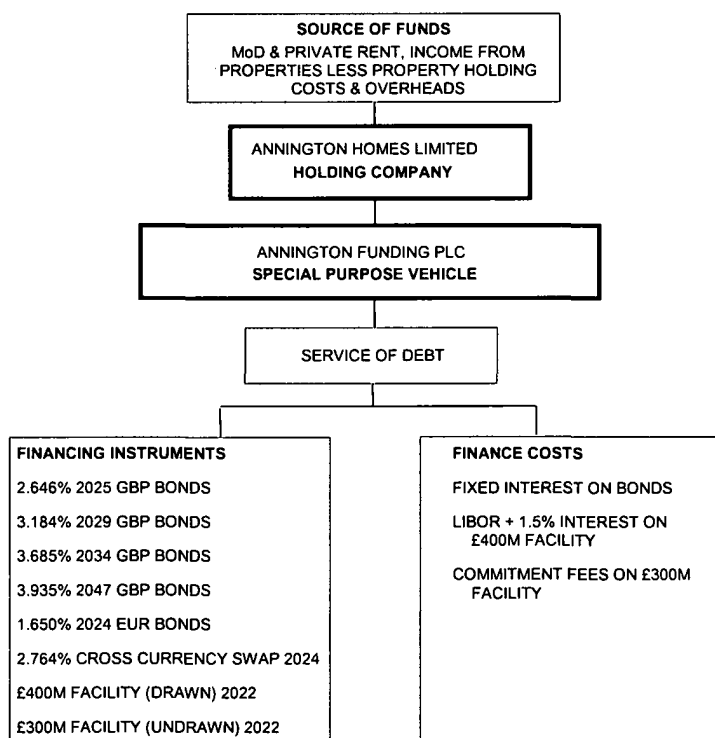 SOURCE OF FUNDS
MoD & PRIVATE RENT, INCOME FROM
PROPERTIES LESS PROPERTY HOLDING
COSTS & OVERHEADS
ANNINGTON HOMES LIMITED
HOLDING COMPANY
ANNINGTON FUNDING PLC
SPECIAL PURPOSE VEHICLE
SERVICE OF DEBT
FINANCING INSTRUMENTS
2.646% 2025 GBP BONDS
3.184% 2029 GBP BONDS
3.685% 2034 GBP BONDS
3.935% 2047 GBP BONDS
1.650% 2024 EUR BONDS
2.764% CROSS CURRENCY SWAP 2024
£400M FACILITY (DRAWN) 2022
£300M FACILITY (UNDRAWN) 2022
FINANCE COSTS
FIXED INTEREST ON BONDS
LIBOR + 1.5% INTEREST ON
£400M FACILITY
COMMITMENT FEES ON £300M
FACILITY